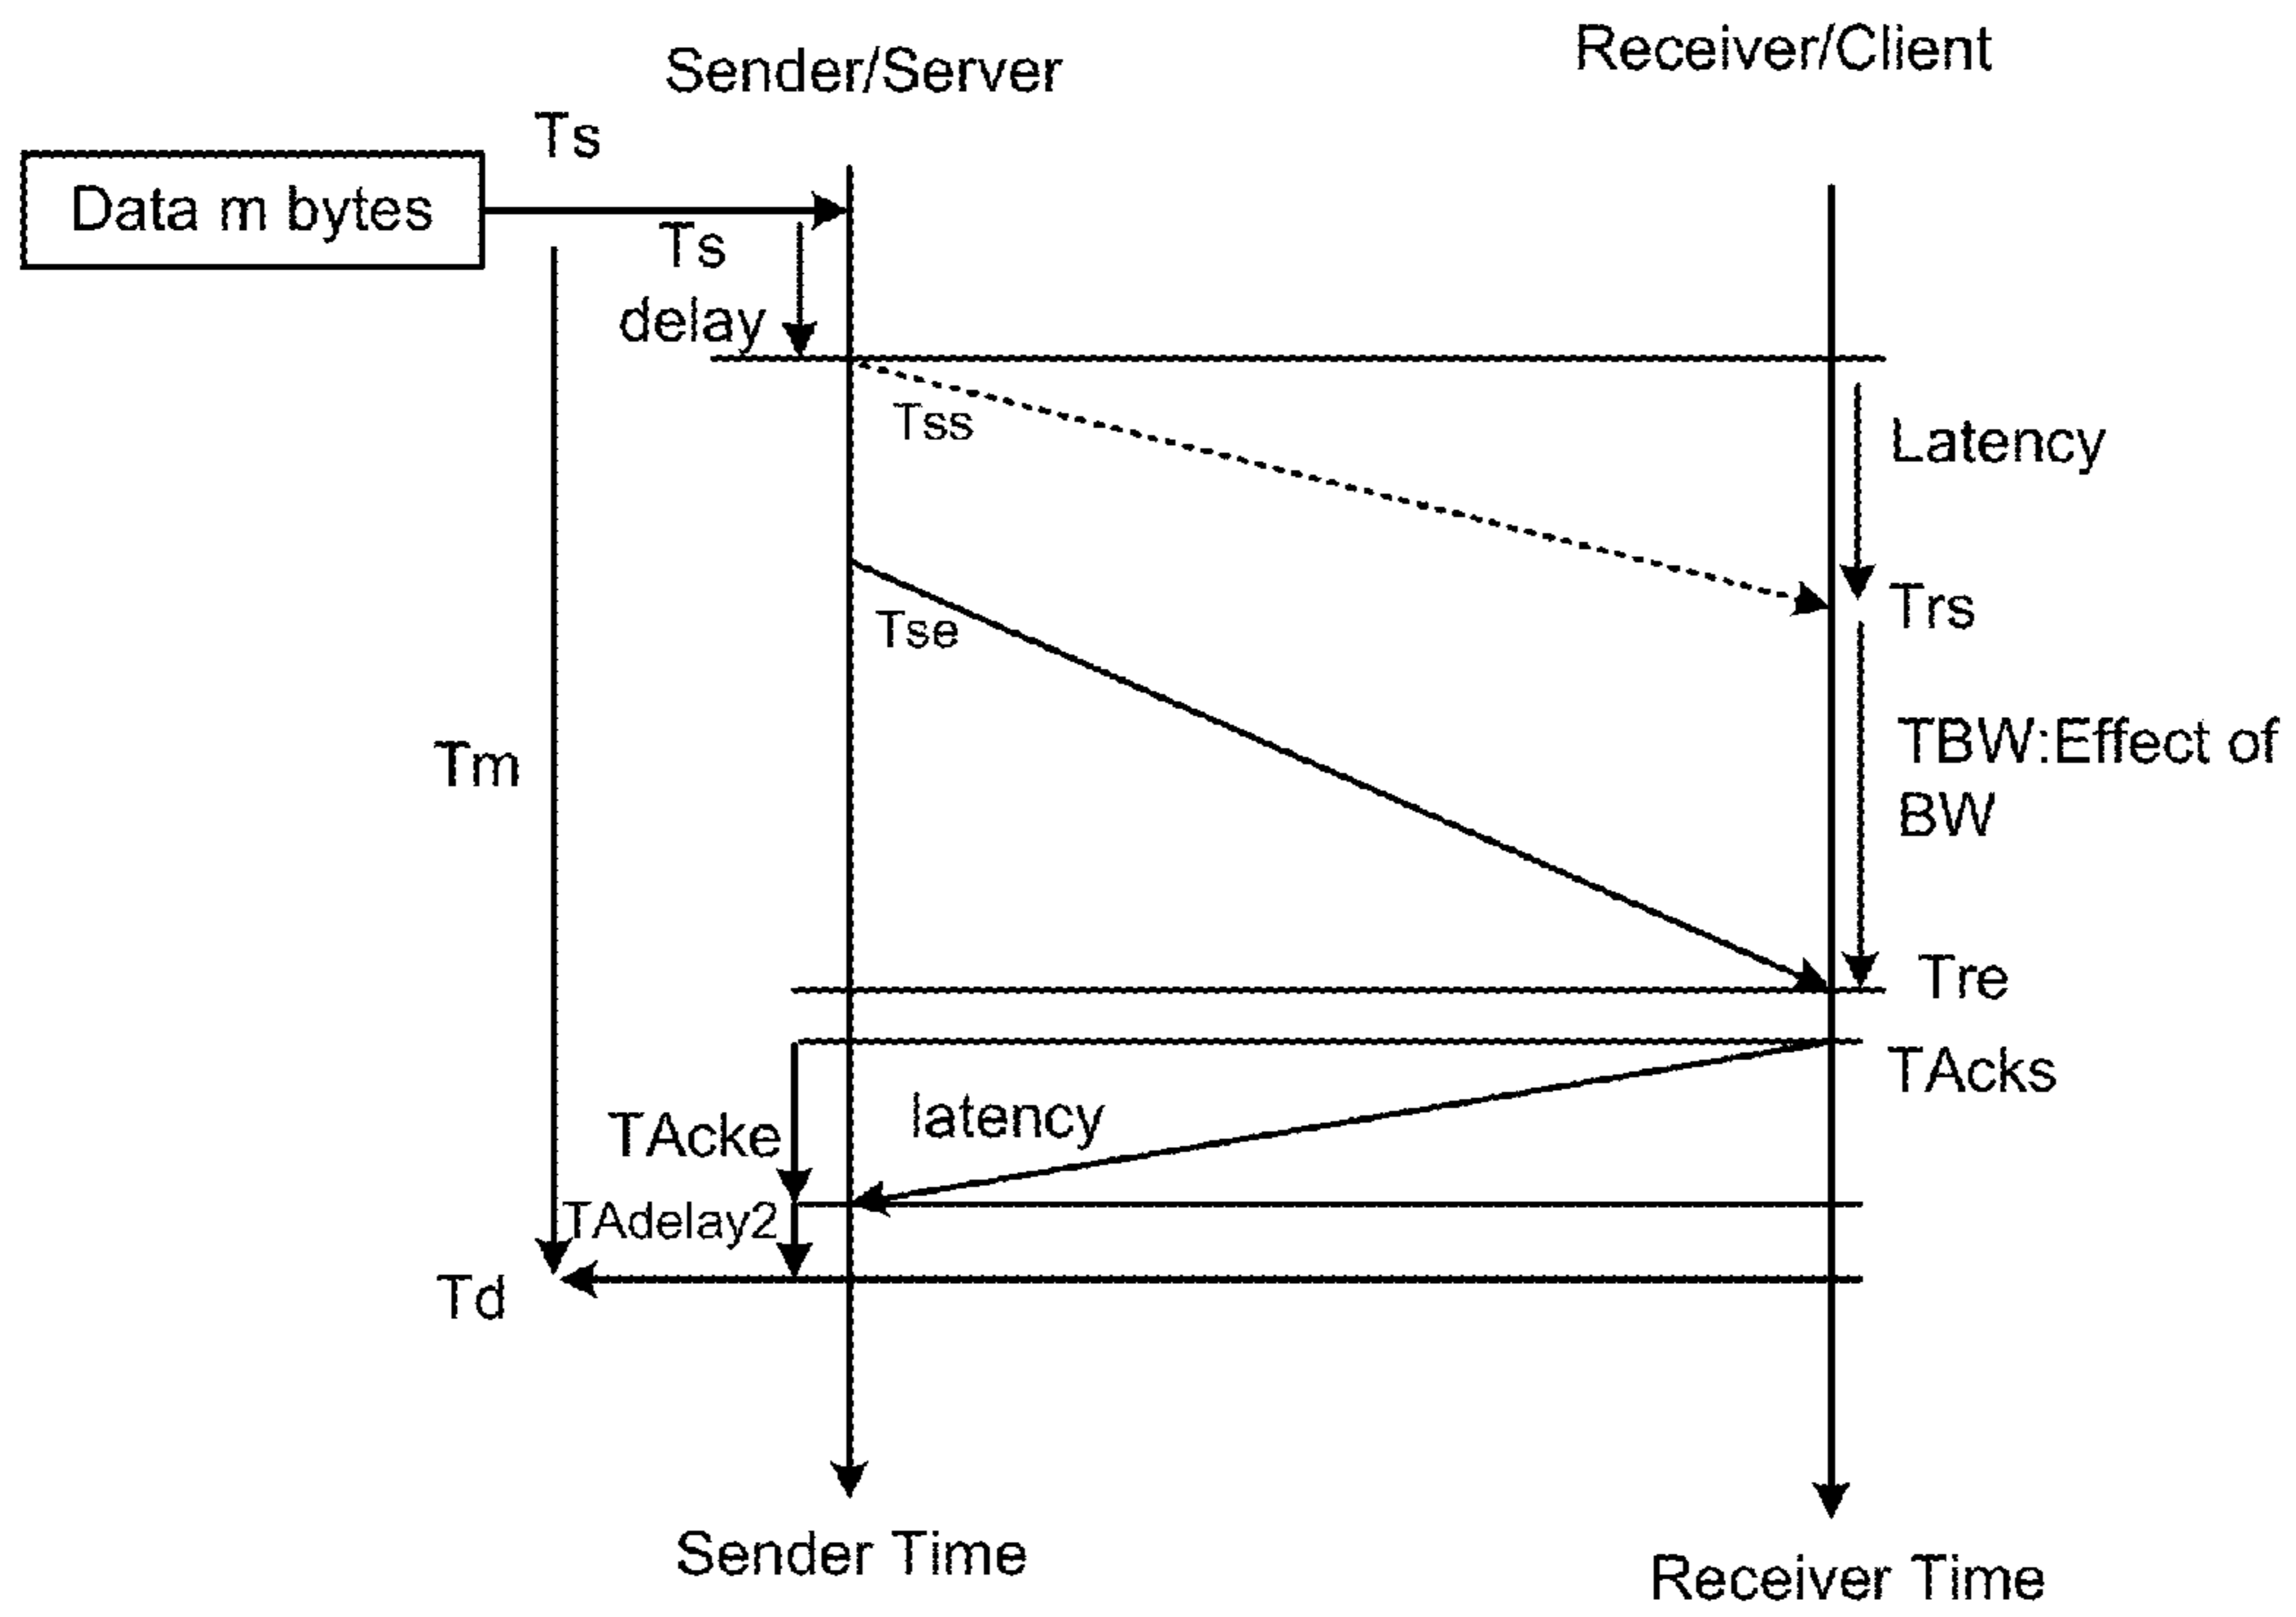 Sender/Server
Receiver/Client
Ts
Data m bytes
Ts
delay
Tss
Latency
Trs
Tse
Tm
TBW:Effect of
BW
Tre
TAcks
TAcke
latency
TAdelay2
Td
Sender Time
Receiver Time